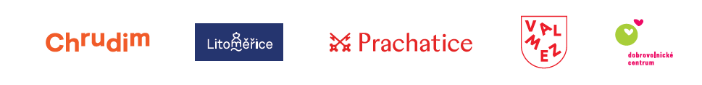 Chrudim
Litoměřice
Prachatice
VAL
MEZ
dobrovolnické
centrum